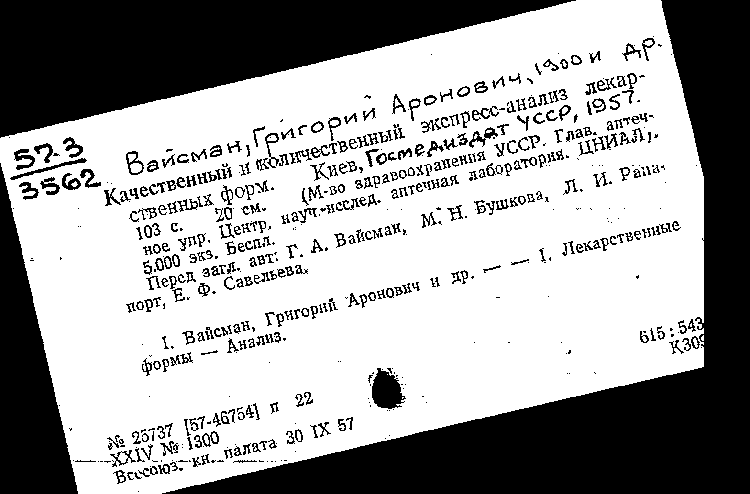 57-3
3562
Вайсман, Григорий Аронович, 1900 и др.
Качественный и количественный экспресс-анализ лекар-
ственных форм. Киев, Госмедиздат УССР, 1957.
103 с. 20 см. (М-во здравоохранения УССР. Глав. аптеч-
ное упр. Центр. науч.-исслед. аптечная лаборатория. ЦНИАЛ).
5.000 экз. Беспл.
Перед загл. авт: Г. А. Вайсман, М. Н. Бушкова, Л. И. Рапа-
порт, Е. Ф. Савельева.
1. Вайсман, Григорий Аронович и др. — — I. Лекарственные
формы — Анализ.
615:543
К309
№ 25737 [57-46754] п 22
XXIV № 1300
Всесоюз. кн. палата 30 IX 57